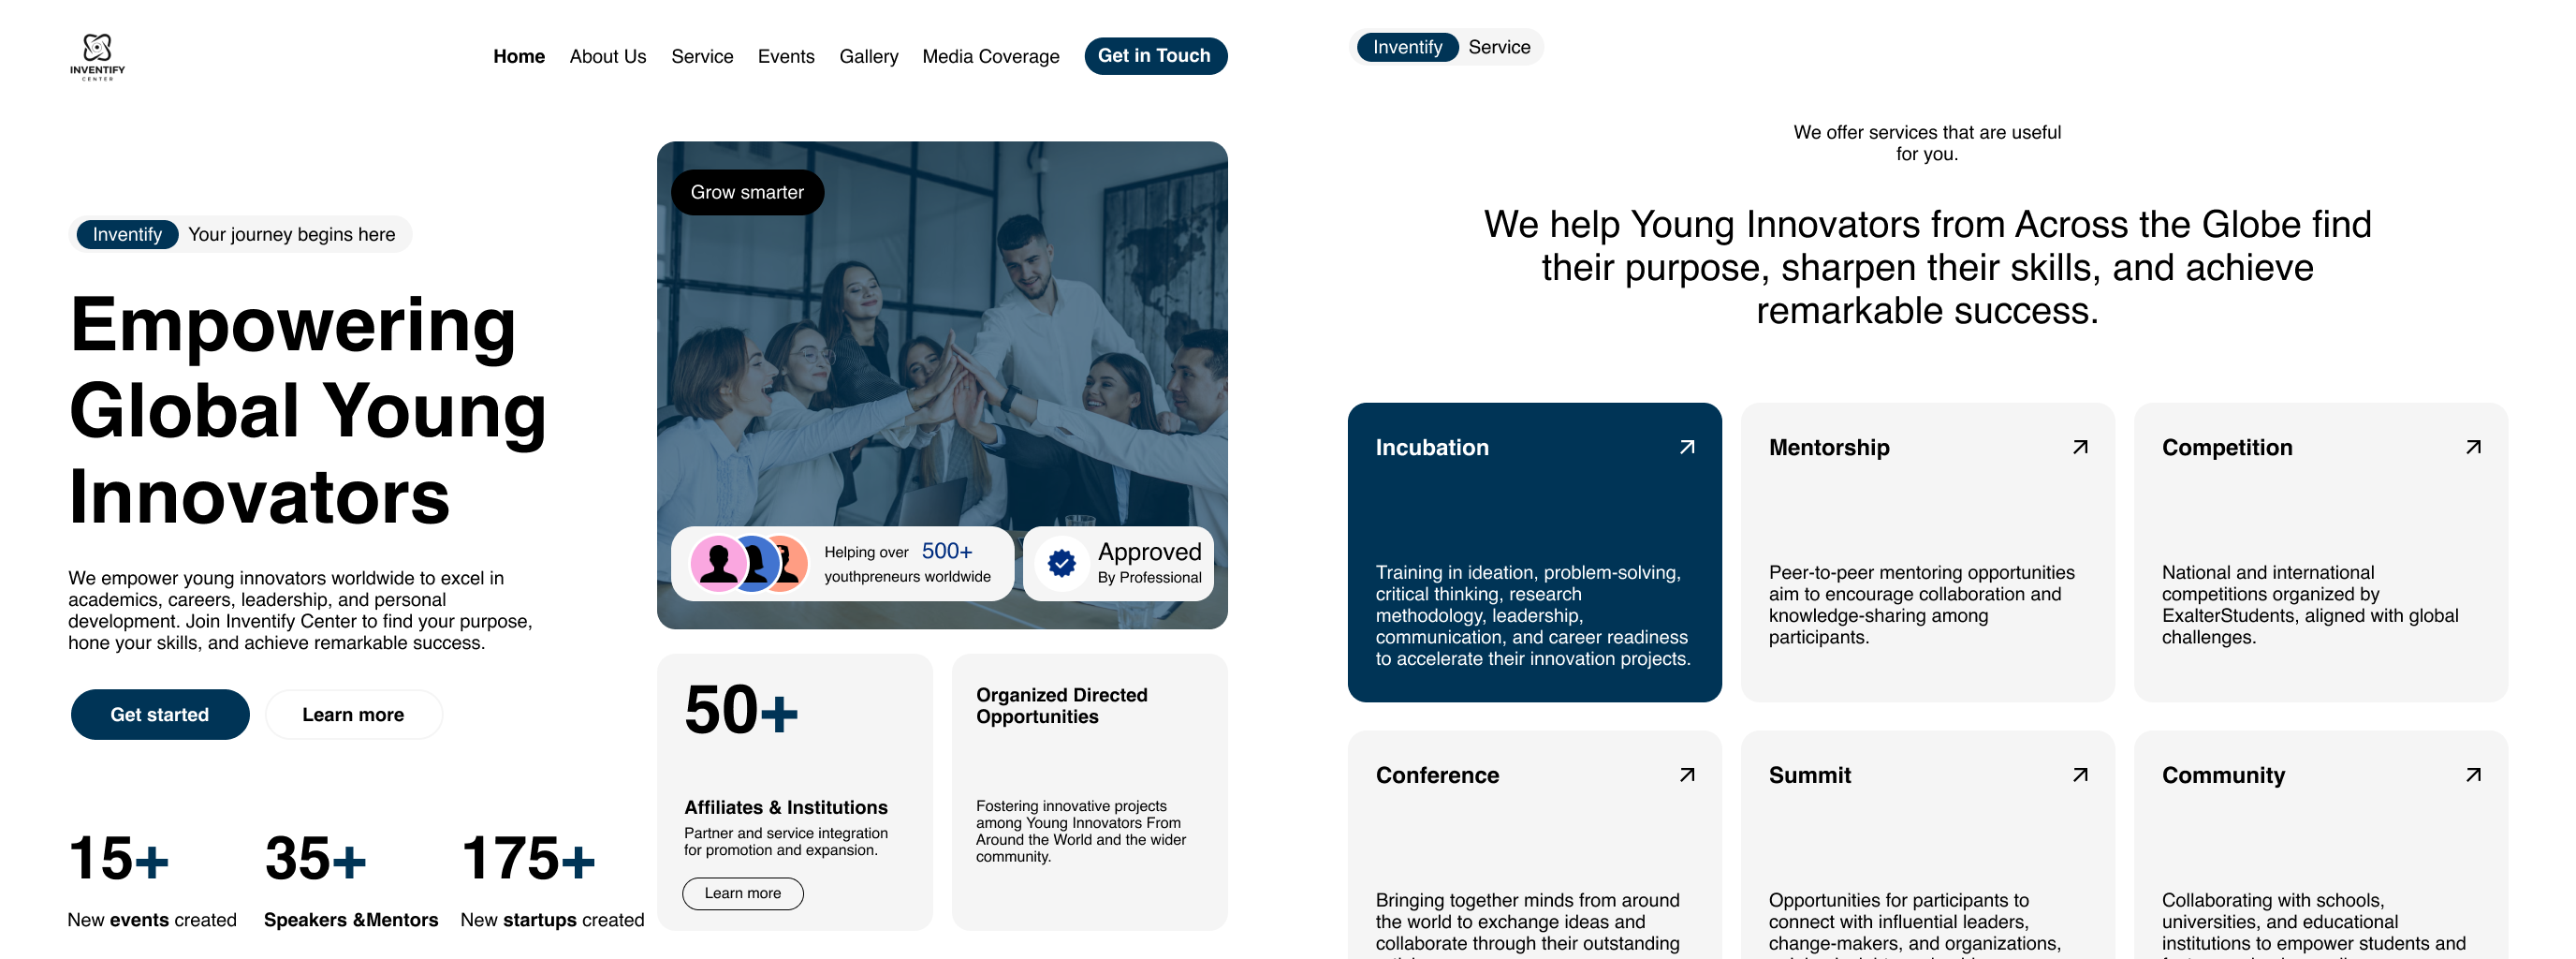 INVENTIFY
CENTER
Home About Us Service Events Gallery Media Coverage Get in Touch
Inventify Your journey begins here
Empowering
Global Young
Innovators
We empower young innovators worldwide to excel in
academics, careers, leadership, and personal
development. Join Inventify Center to find your purpose,
hone your skills, and achieve remarkable success.
Get started Learn more
15+ 35+ 175+
New events created Speakers &Mentors New startups created
Grow smarter
Helping over 500+
youthpreneurs worldwide
Approved
By Professional
50+
Affiliates & Institutions
Partner and service integration
for promotion and expansion.
Learn more
Organized Directed
Opportunities
Fostering innovative projects
among Young Innovators From
Around the World and the wider
community.
Inventify Service
We offer services that are useful
for you.
We help Young Innovators from Across the Globe find
their purpose, sharpen their skills, and achieve
remarkable success.
Incubation
Training in ideation, problem-solving,
critical thinking, research
methodology, leadership,
communication, and career readiness
to accelerate their innovation projects.
Mentorship
Peer-to-peer mentoring opportunities
aim to encourage collaboration and
knowledge-sharing among
participants.
Competition
National and international
competitions organized by
ExalterStudents, aligned with global
challenges.
Conference
Bringing together minds from around
the world to exchange ideas and
collaborate through their outstanding
Summit
Opportunities for participants to
connect with influential leaders,
change-makers, and organizations,
Community
Collaborating with schools,
universities, and educational
institutions to empower students and